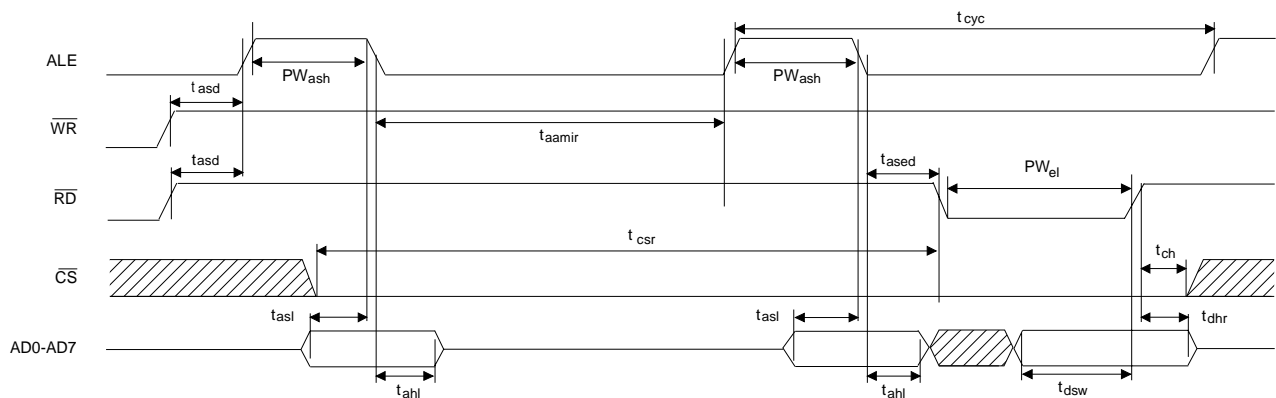 t cyc
ALE
PWash
PWash
t asd
WR
taamir
tasd
tased
PWel
RD
t csr
tch
CS
tasl
tasl
tdhr
AD0-AD7
tahl
tahl
tdsw